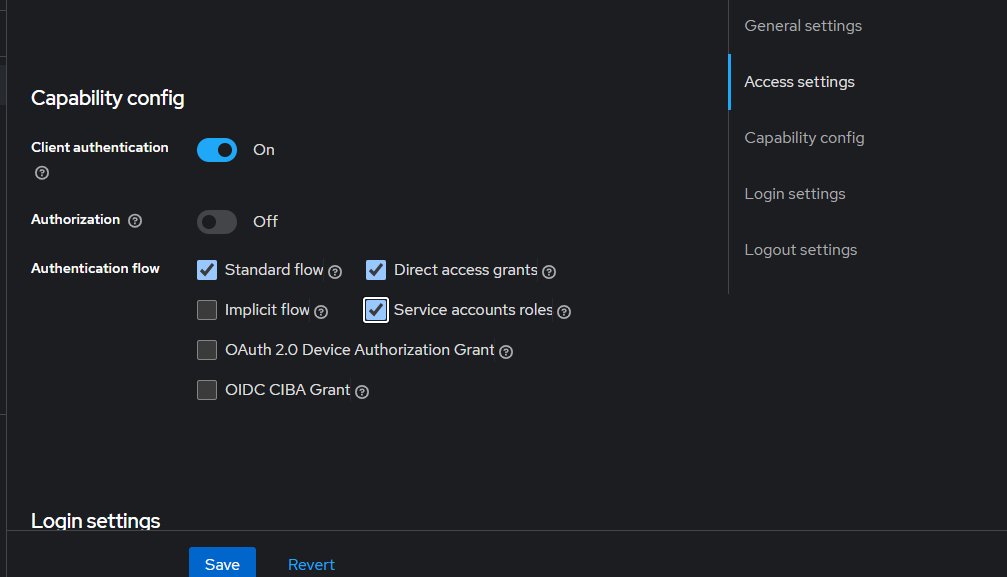 General settings
Access settings
Capability config
Login settings
Logout settings
Capability config
Client authentication
On
Authorization
Off
Authentication flow
Standard flow
Direct access grants
Implicit flow
Service accounts roles
OAuth 2.0 Device Authorization Grant
OIDC CIBA Grant
Login settings
Save
Revert